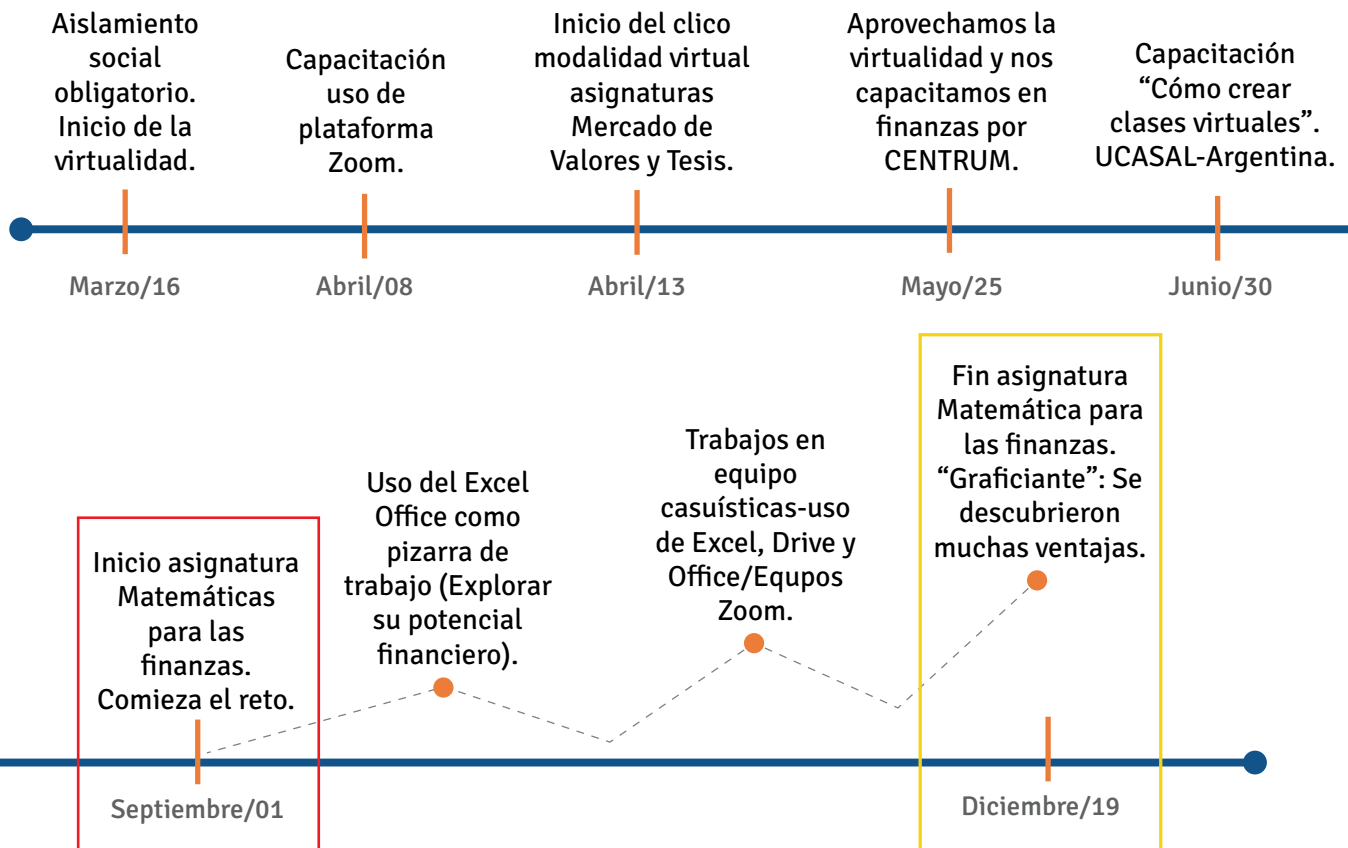 Aislamiento
social
obligatorio.
Inicio de la
virtualidad.
Marzo/16
Capacitación
uso de
plataforma
Zoom.
Abril/08
Inicio del clico
modalidad virtual
asignaturas
Mercado de
Valores y Tesis.
Abril/13
Aprovechamos la
virtualidad y nos
capacitamos en
finanzas por
CENTRUM.
Mayo/25
Capacitación
“Cómo crear
clases virtuales”.
UCASAL-Argentina.
Junio/30
Inicio asignatura
Matemáticas
para las
finanzas.
Comieza el reto.
Septiembre/01
Uso del Excel
Office como
pizarra de
trabajo (Explorar
su potencial
financiero).
Trabajos en
equipo
casuísticas-uso
de Excel, Drive y
Office/Equpos
Zoom.
Fin asignatura
Matemática para
las finanzas.
“Graficiante”: Se
descubrieron
muchas ventajas.
Diciembre/19